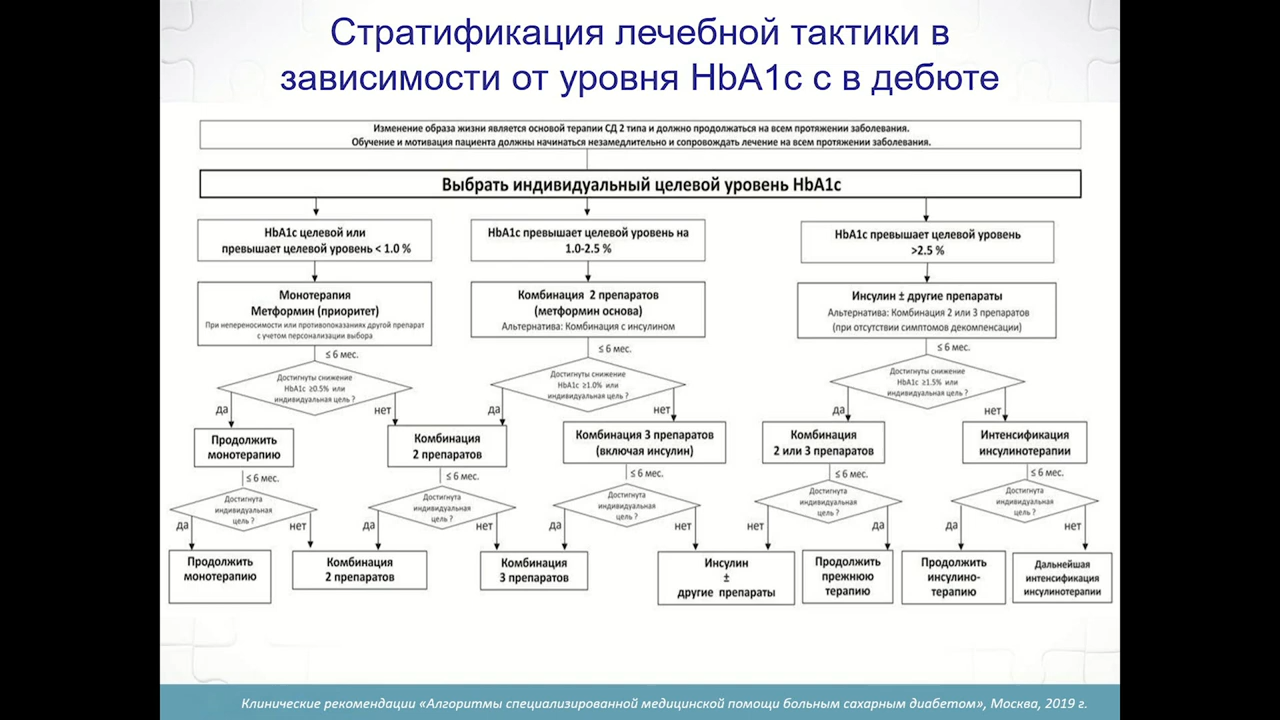 Стратификация лечебной тактики в
зависимости от уровня HbA1c с в дебюте
Изменение образа жизни является основой терапии СД 2 типа и должно продолжаться на всем протяжении заболевания.
Обучение и мотивация пациента должны начинаться незамедлительно и сопровождать лечение на всем протяжении заболевания.
Выбрать индивидуальный целевой уровень HbA1c
HbA1c целевой или
превышает целевой уровень < 1.0 %
HbA1c превышает целевой уровень на
1.0-2.5 %
HbA1c превышает целевой уровень
>2.5 %
Монотерапия
Метформин (приоритет)
При непереносимости или противопоказаниях другой препарат
с учетом персонализации выбора
Комбинация 2 препаратов
(метформин основа)
Альтернатива: Комбинация с инсулином
Инсулин ± другие препараты
Альтернатива: Комбинация 2 или 3 препаратов
(при отсутствии симптомов декомпенсации)
≤ 6 мес.
≤ 6 мес.
≤ 6 мес.
Достигнуты снижение
HbA1c ≥0.5% или
индивидуальная цель ?
Достигнуты снижение
HbA1c ≥1.0% или
индивидуальная цель ?
Достигнуты снижение
HbA1c ≥1.5% или
индивидуальная цель ?
да
нет
да
нет
да
нет
Продолжить
монотерапию
Комбинация
2 препаратов
Комбинация 3 препаратов
(включая инсулин)
Комбинация
2 или 3 препаратов
Интенсификация
инсулинотерапии
≤ 6 мес.
≤ 6 мес.
≤ 6 мес.
≤ 6 мес.
≤ 6 мес.
Достигнута
индивидуальная
цель ?
Достигнута
индивидуальная
цель ?
Достигнута
индивидуальная
цель ?
Достигнута
индивидуальная
цель ?
Достигнута
индивидуальная
цель ?
да
нет
да
нет
да
нет
нет
да
да
нет
Продолжить
монотерапию
Комбинация
2 препаратов
Комбинация
3 препаратов
Инсулин
±
другие препараты
Продолжить
прежнюю
терапию
Продолжить
инсулино-
терапию
Дальнейшая
интенсификация
инсулинотерапии
Клинические рекомендации «Алгоритмы специализированной медицинской помощи больным сахарным диабетом», Москва, 2019 г.